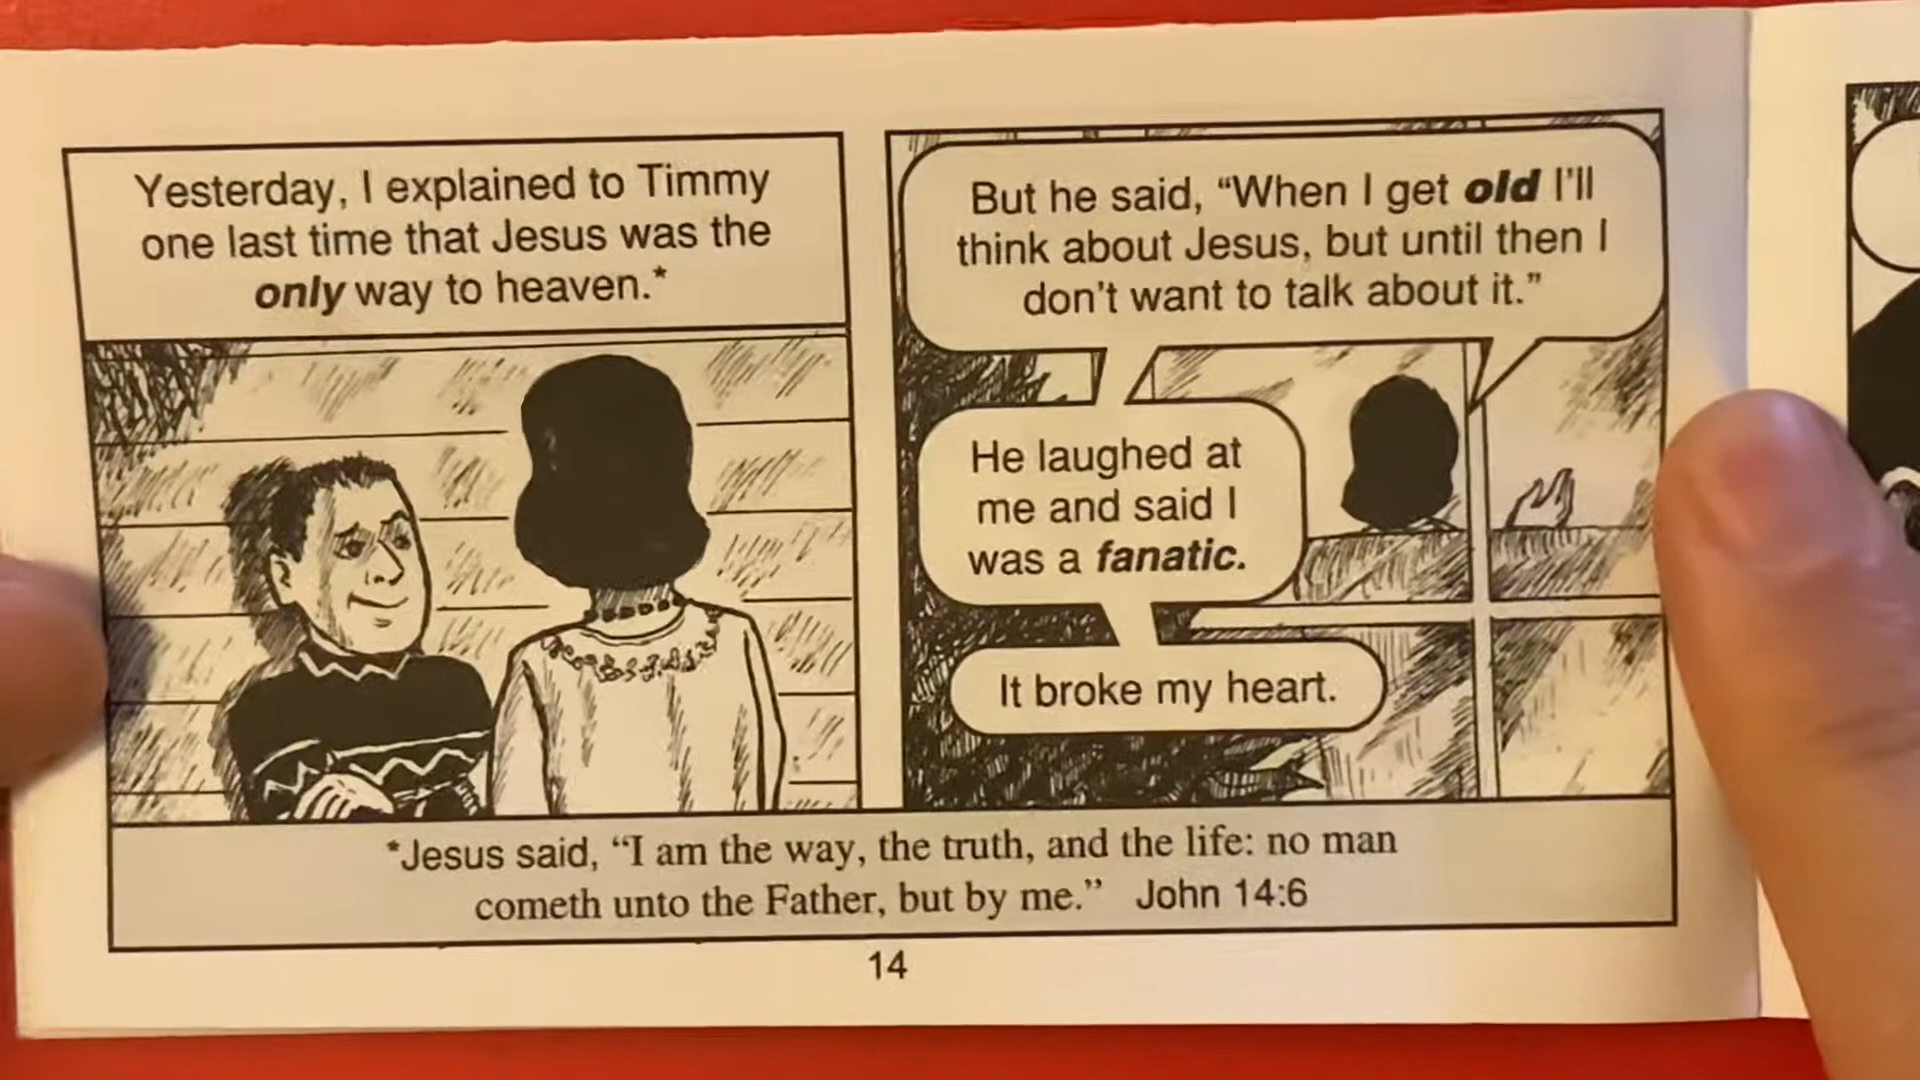 Yesterday, I explained to Timmy
one last time that Jesus was the
only way to heaven.*
But he said, “When I get old I’ll
think about Jesus, but until then I
don’t want to talk about it.”
He laughed at
me and said I
was a fanatic.
It broke my heart.
*Jesus said, “I am the way, the truth, and the life: no man
cometh unto the Father, but by me.” John 14:6
14